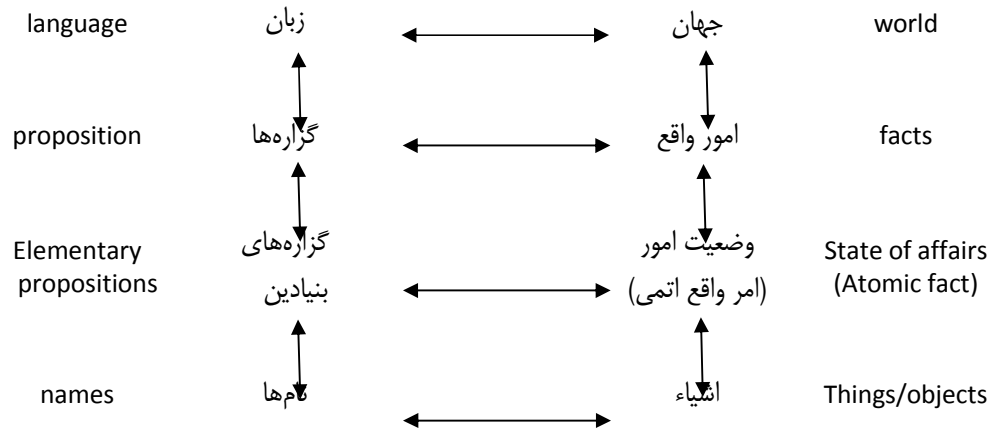 language زبان جهان world
proposition گزاره‌ها امور واقع facts
Elementary گزاره‌های وضعیت امور State of affairs
propositions بنیادین (امر واقع اتمی) (Atomic fact)
names نام‌ها اشیاء Things/objects